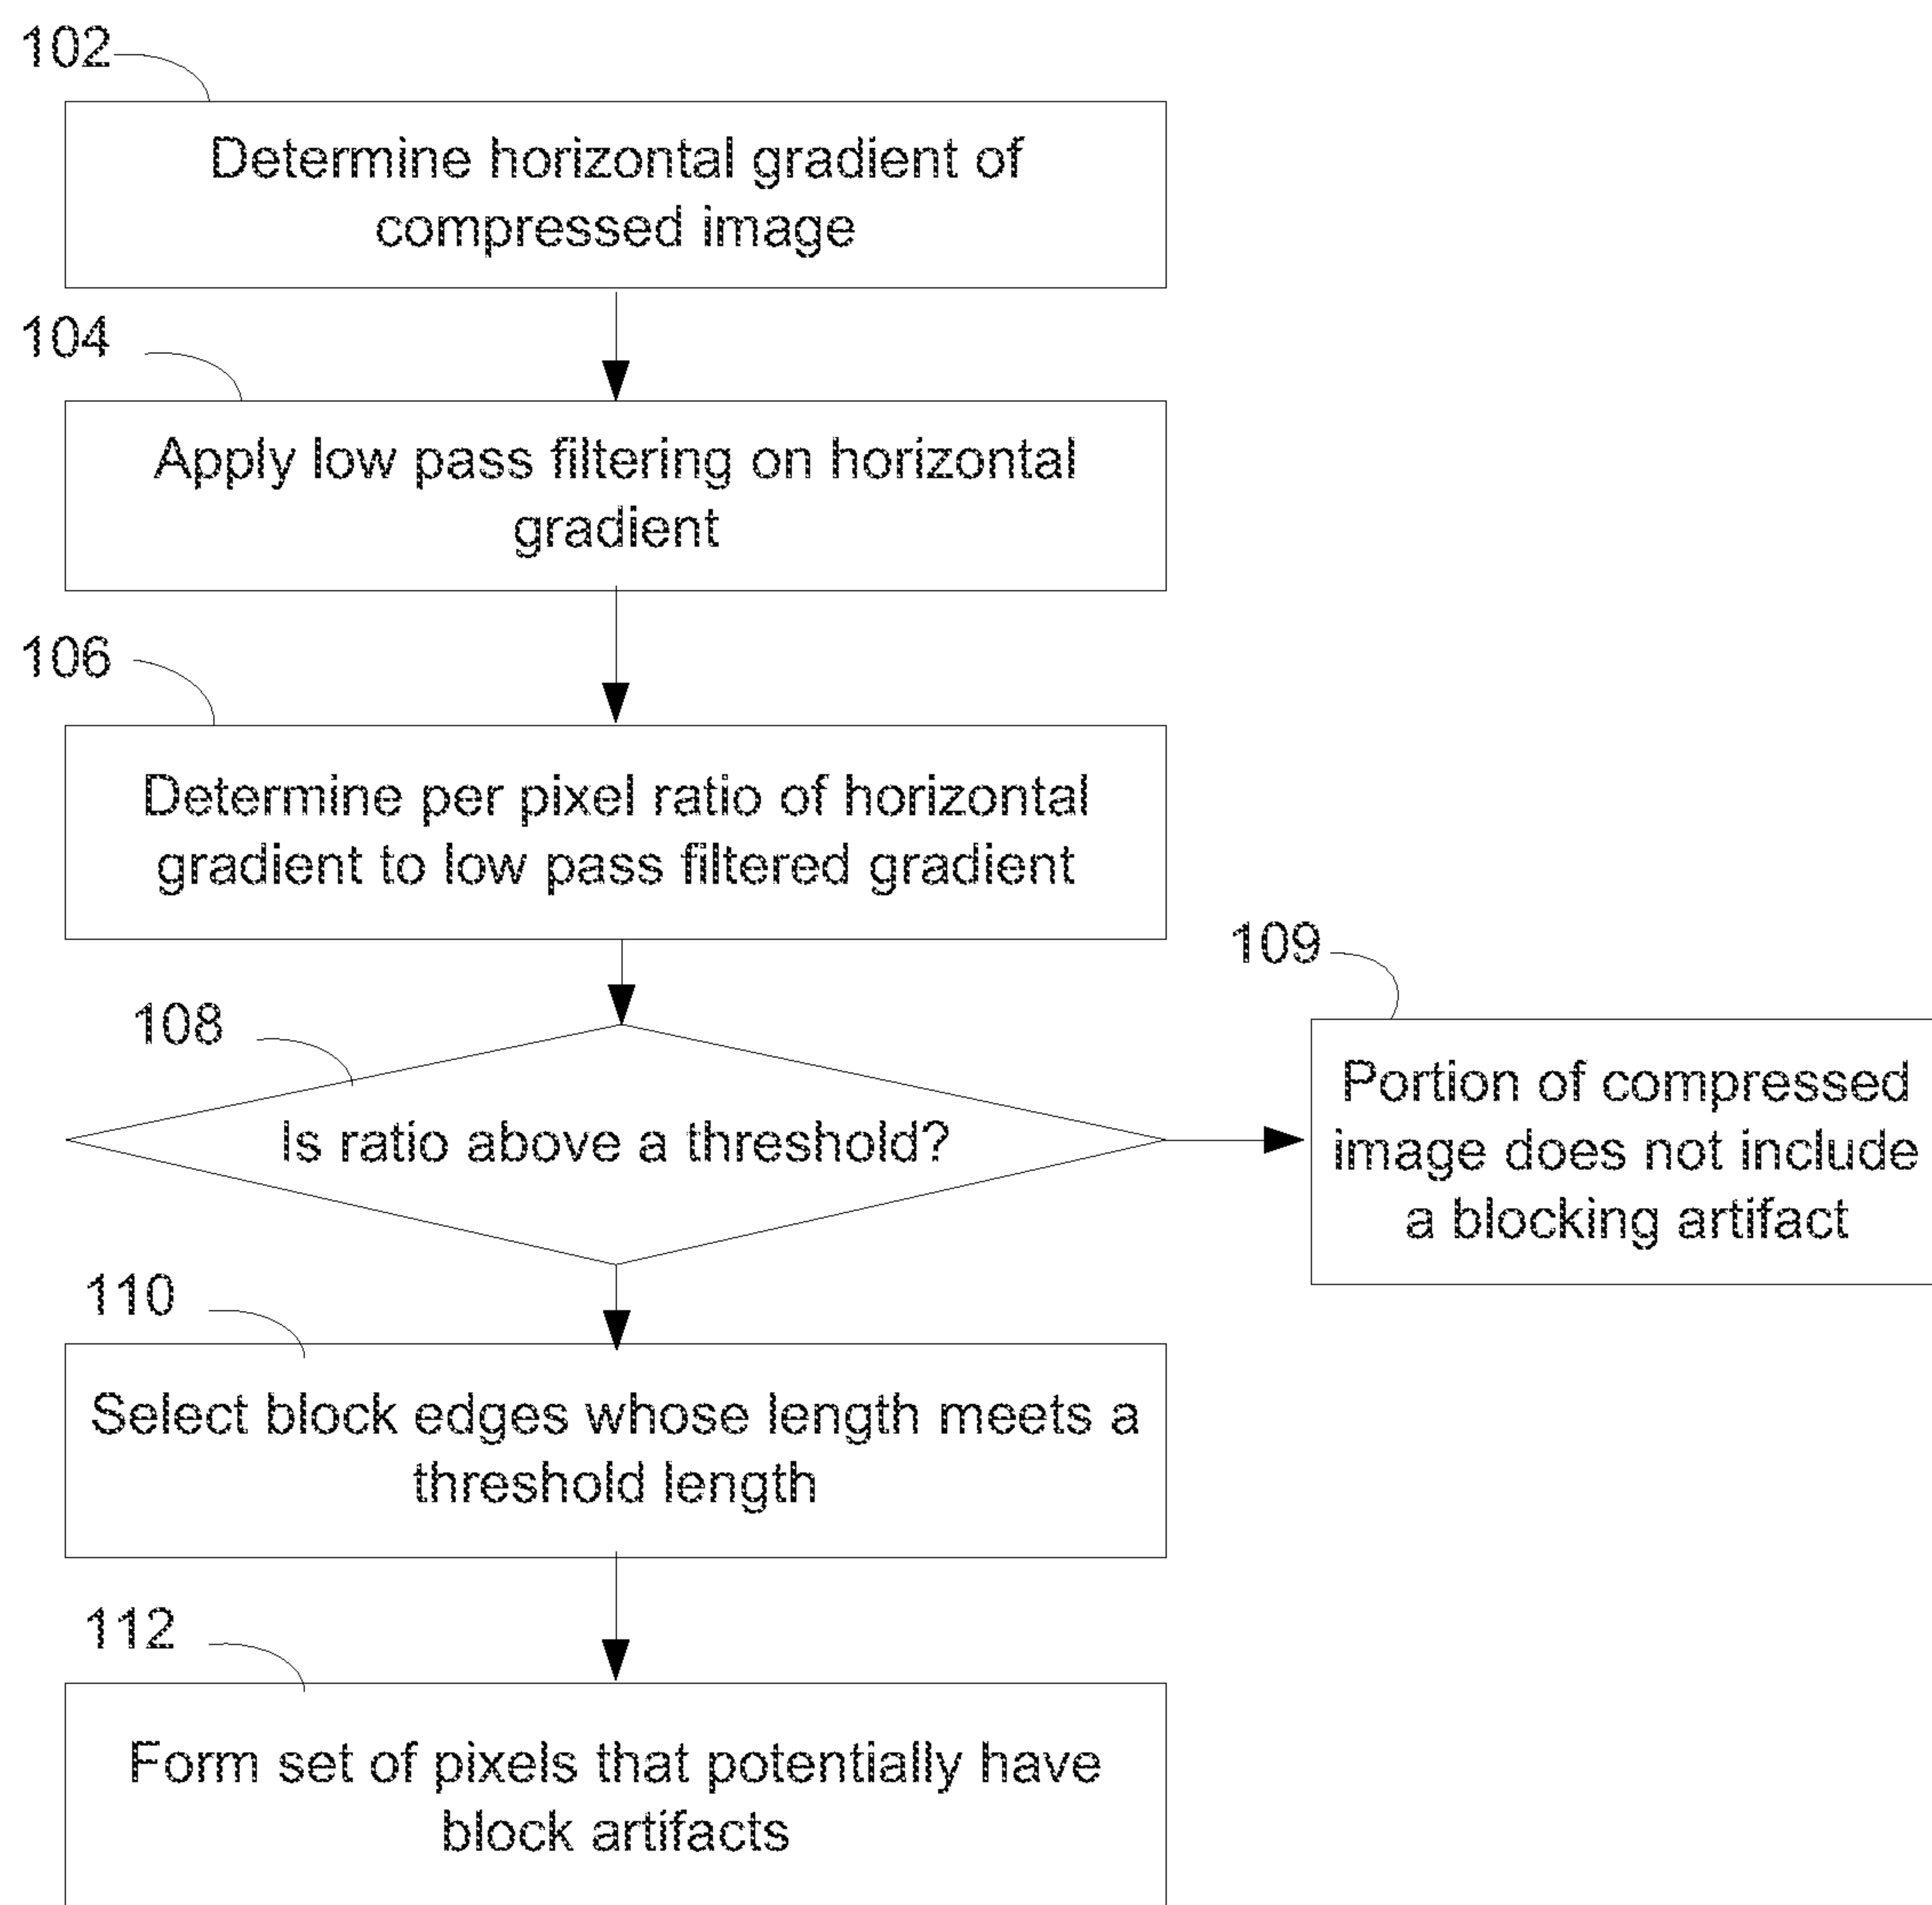 102
Determine horizontal gradient of
compressed image
104
Apply low pass filtering on horizontal
gradient
106
Determine per pixel ratio of horizontal
gradient to low pass filtered gradient
108
Is ratio above a threshold?
109
Portion of compressed
image does not include
a blocking artifact
110
Select block edges whose length meets a
threshold length
112
Form set of pixels that potentially have
block artifacts